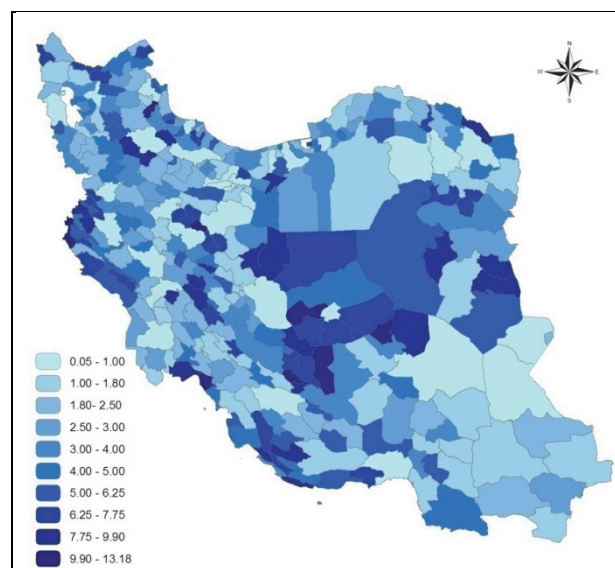 N
W E
S
0.05 - 1.00
1.00 - 1.80
1.80- 2.50
2.50 - 3.00
3.00 - 4.00
4.00 - 5.00
5.00 - 6.25
6.25 - 7.75
7.75 - 9.90
9.90 - 13.18